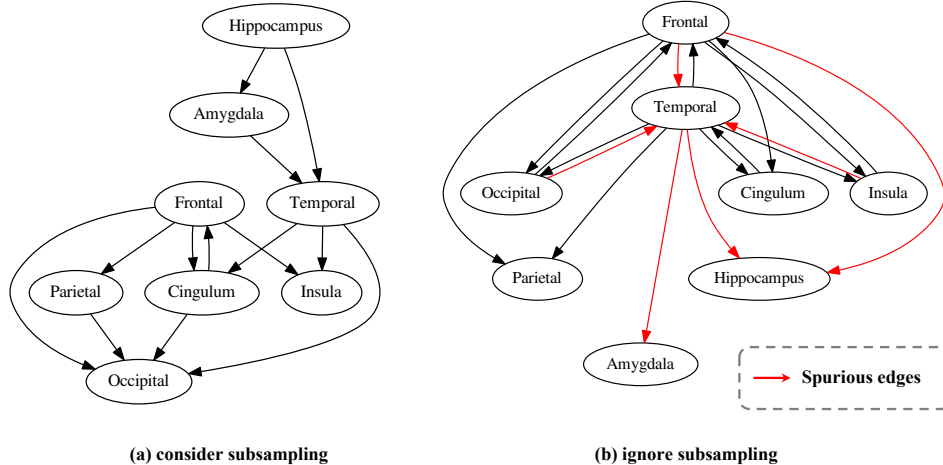 Hippocampus
Amygdala
Frontal
Temporal
Parietal
Cingulum
Insula
Occipital
(a) consider subsampling
Frontal
Temporal
Occipital
Cingulum
Insula
Parietal
Hippocampus
Amygdala
Spurious edges
(b) ignore subsampling